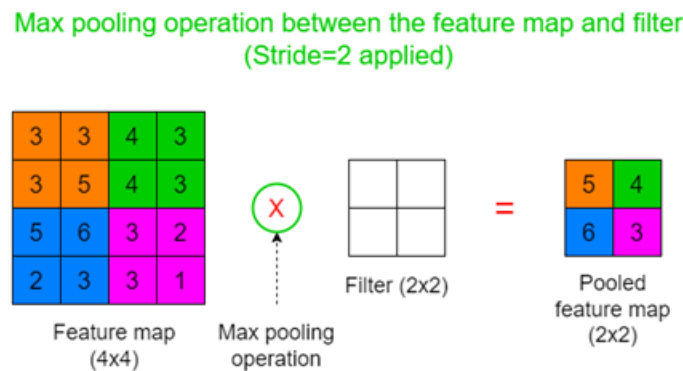 Max pooling operation between the feature map and filter
(Stride=2 applied)
3 3 4 3
3 5 4 3
5 6 3 2
2 3 3 1
X
=
5 4
6 3
Filter (2x2)
Feature map
(4x4)
Max pooling
operation
Pooled
feature map
(2x2)